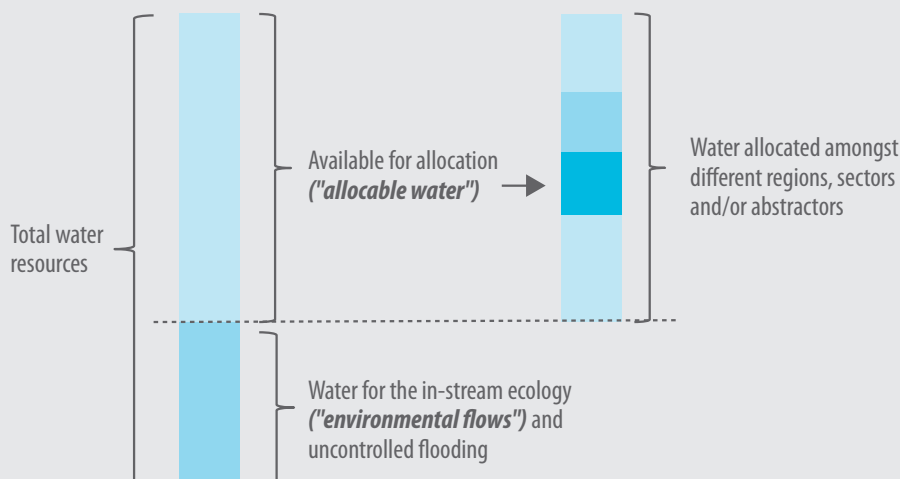 Total water
resources
Available for allocation
("allocable water")
Water for the in-stream ecology
("environmental flows") and
uncontrolled flooding
Water allocated amongst
different regions, sectors
and/or abstractors